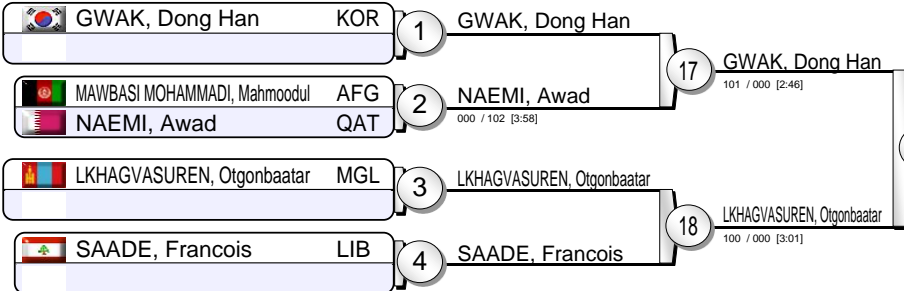 GWAK, Dong Han KOR
1
GWAK, Dong Han
17
GWAK, Dong Han
101 / 000 [2:46]
MAWBASI MOHAMMADI, Mahmoodul AFG
NAEMI, Awad QAT
2
NAEMI, Awad
000 / 102 [3:58]
LKHAGVASUREN, Otgonbaatar MGL
3
LKHAGVASUREN, Otgonbaatar
18
LKHAGVASUREN, Otgonbaatar
100 / 000 [3:01]
SAADE, Francois LIB
4
SAADE, Francois